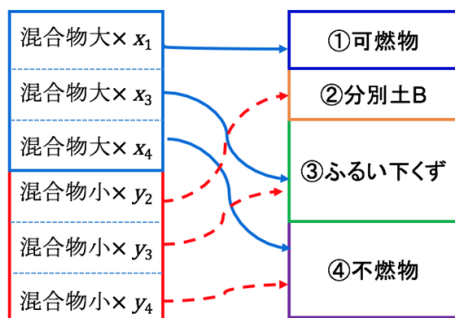 混合物大× x₁
混合物大× x₃
混合物大× x₄
混合物小× y₂
混合物小× y₃
混合物小× y₄
①可燃物
②分別土B
③ふるい下くず
④不燃物